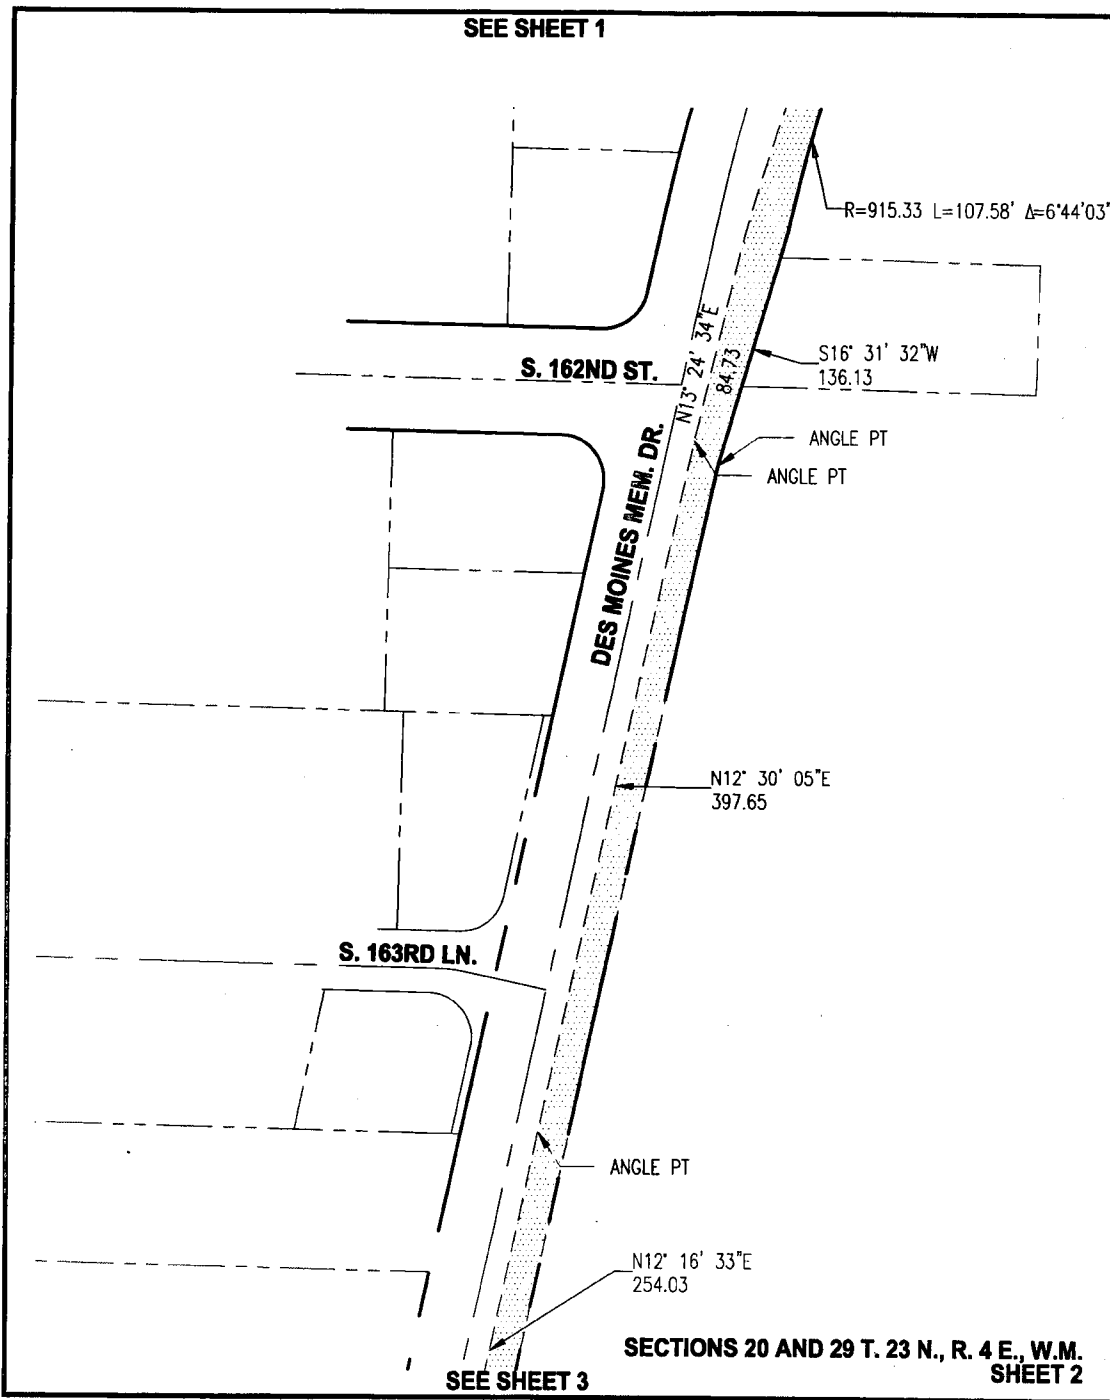 SEE SHEET 1
R=915.33 L=107.58' Δ=6°44'03"
S16° 31' 32"W
136.13
N13° 24' 34"E
84.73
S. 162ND ST.
ANGLE PT
ANGLE PT
DES MOINES MEM. DR.
N12° 30' 05"E
397.65
S. 163RD LN.
ANGLE PT
N12° 16' 33"E
254.03
SECTIONS 20 AND 29 T. 23 N., R. 4 E., W.M.
SHEET 2
SEE SHEET 3